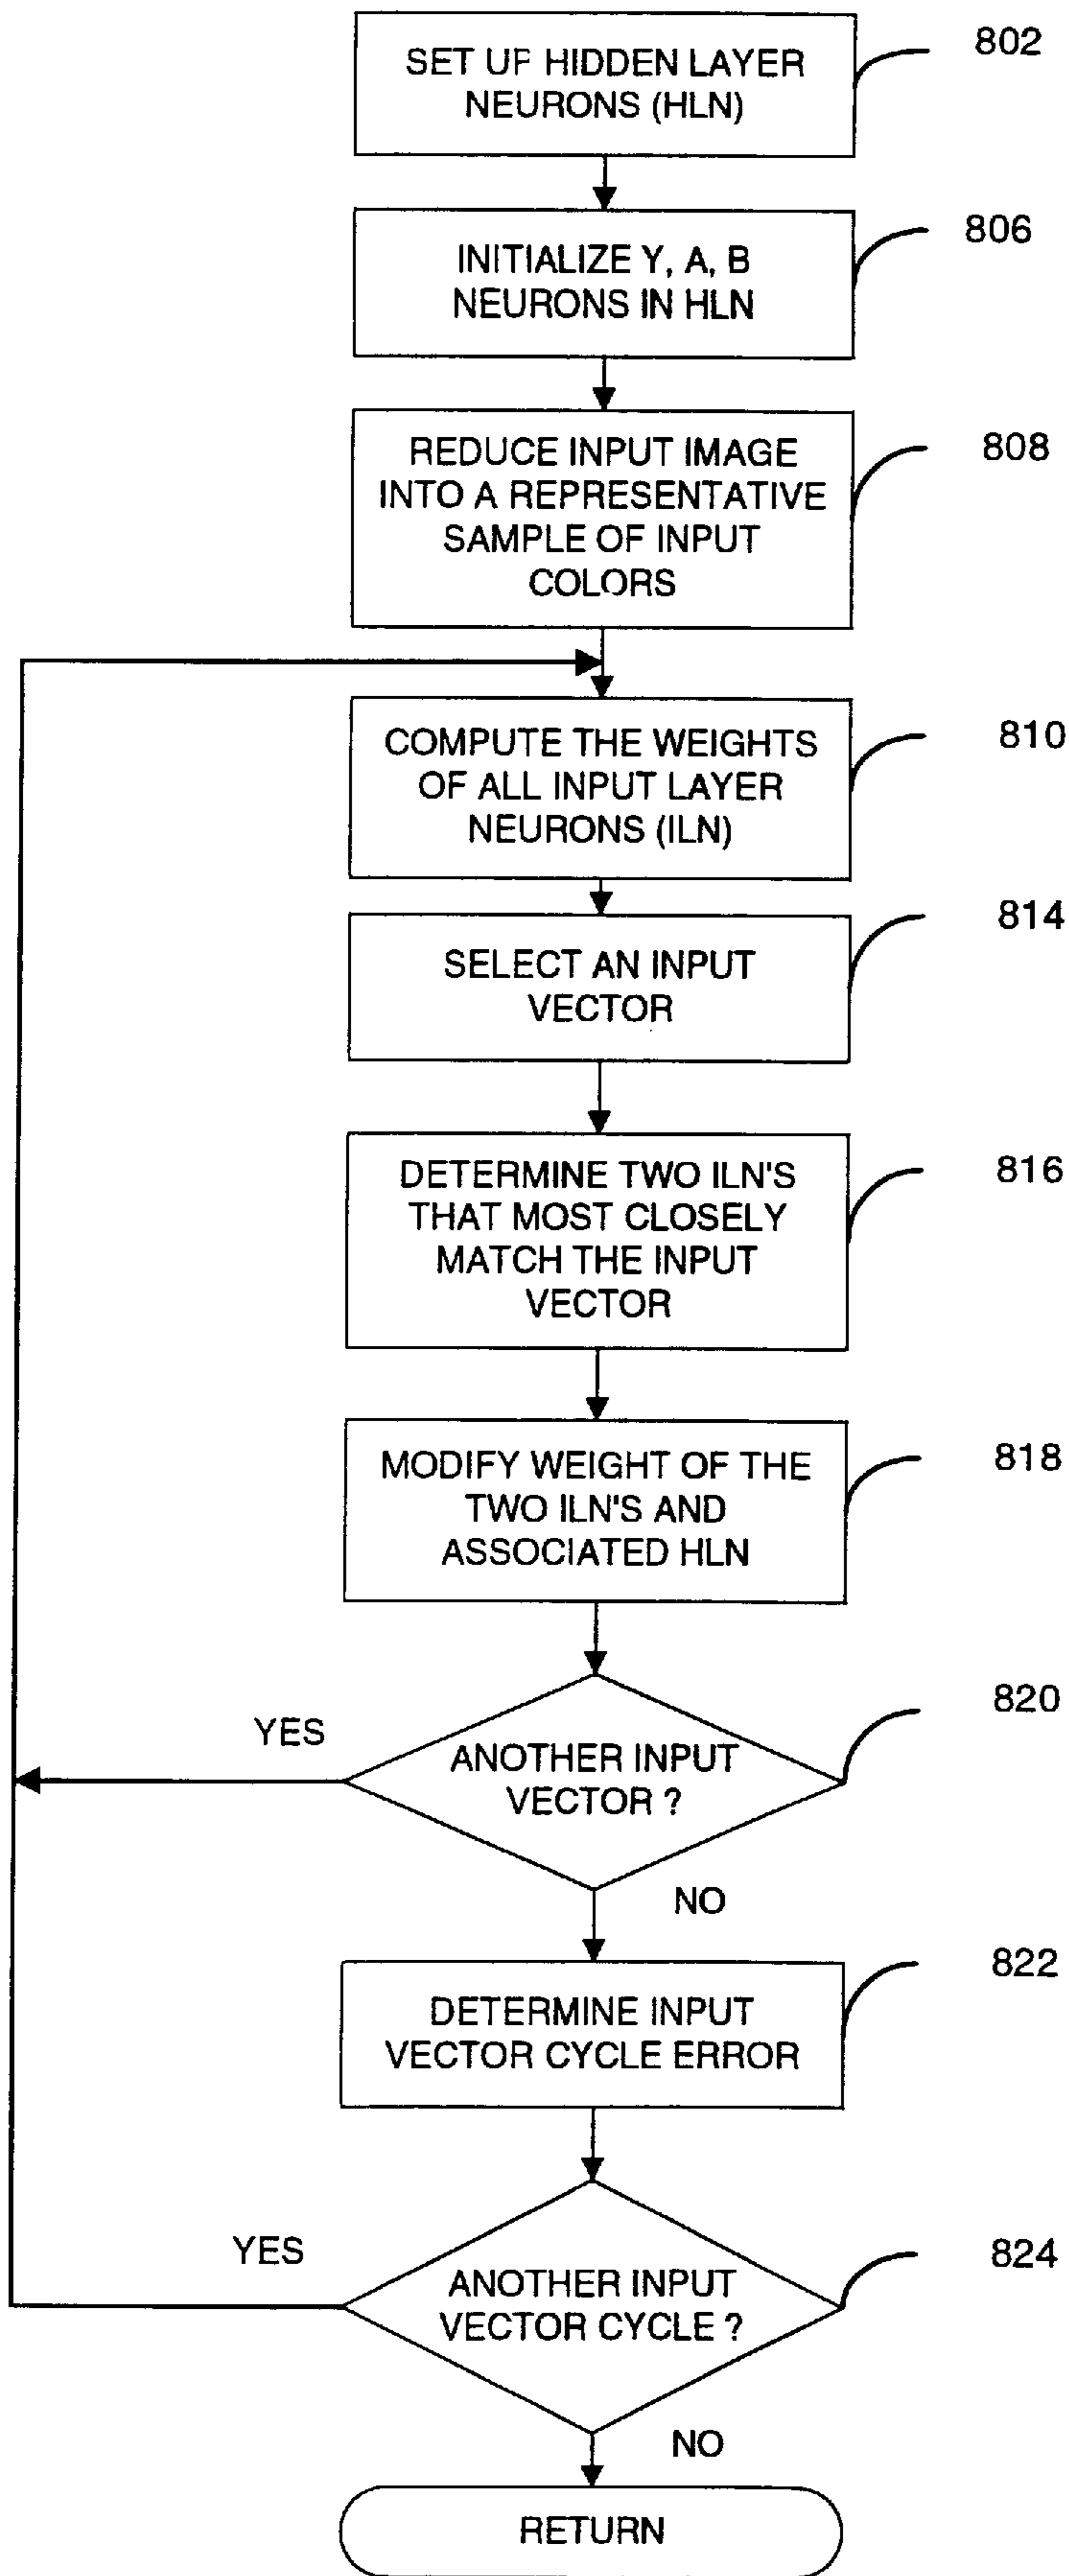 SET UP HIDDEN LAYER
NEURONS (HLN)
802
INITIALIZE Y, A, B
NEURONS IN HLN
806
REDUCE INPUT IMAGE
INTO A REPRESENTATIVE
SAMPLE OF INPUT
COLORS
808
COMPUTE THE WEIGHTS
OF ALL INPUT LAYER
NEURONS (ILN)
810
SELECT AN INPUT
VECTOR
814
DETERMINE TWO ILN'S
THAT MOST CLOSELY
MATCH THE INPUT
VECTOR
816
MODIFY WEIGHT OF THE
TWO ILN'S AND
ASSOCIATED HLN
818
YES
ANOTHER INPUT
VECTOR ?
820
NO
DETERMINE INPUT
VECTOR CYCLE ERROR
822
YES
ANOTHER INPUT
VECTOR CYCLE ?
824
NO
RETURN